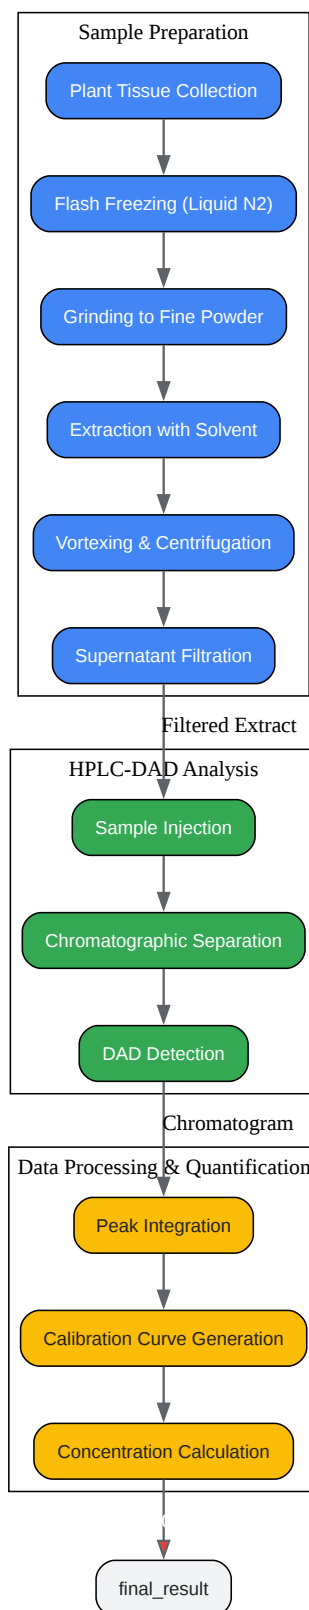 Sample Preparation
Plant Tissue Collection
Flash Freezing (Liquid N2)
Grinding to Fine Powder
Extraction with Solvent
Vortexing & Centrifugation
Supernatant Filtration
Filtered Extract
HPLC-DAD Analysis
Sample Injection
Chromatographic Separation
DAD Detection
Chromatogram
Data Processing & Quantification
Peak Integration
Calibration Curve Generation
Concentration Calculation
final_result